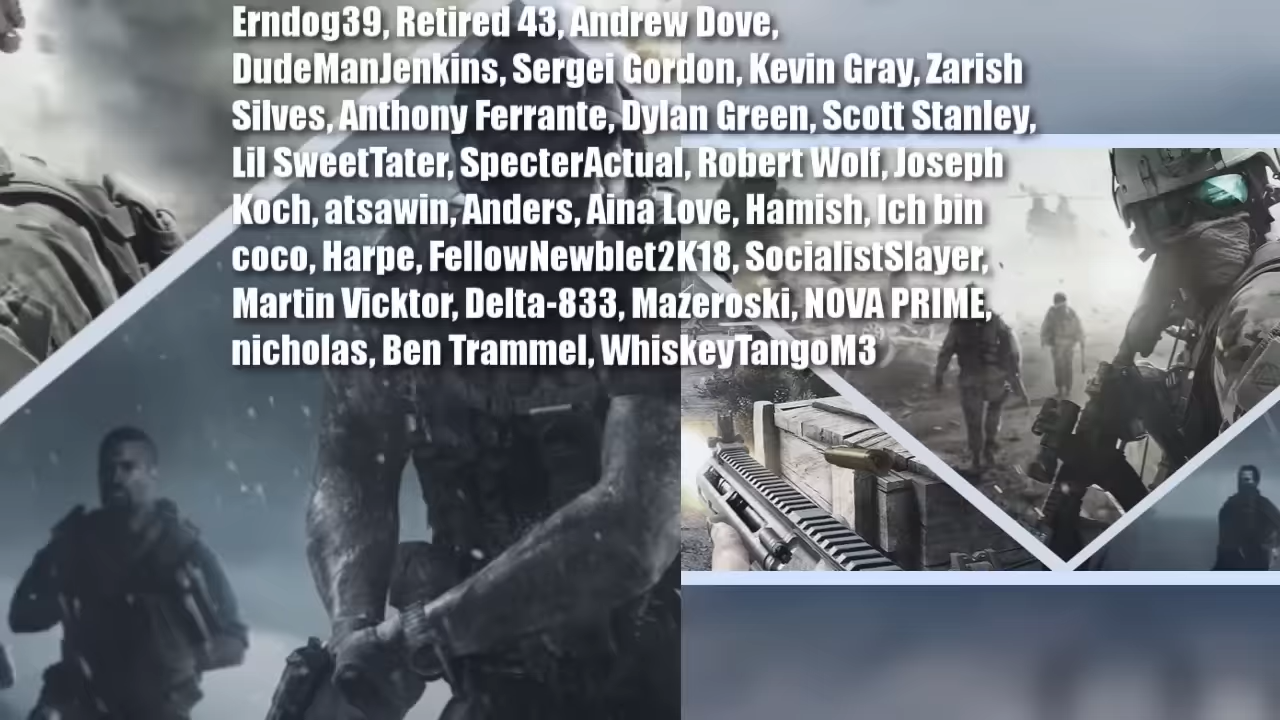 Erndog39, Retired 43, Andrew Dove,
DudeManJenkins, Sergei Gordon, Kevin Gray, Zarish
Silves, Anthony Ferrante, Dylan Green, Scott Stanley,
Lil SweetTater, SpecterActual, Robert Wolf, Joseph
Koch, atsawin, Anders, Aina Love, Hamish, Ich bin
coco, Harpe, FellowNewblet2K18, SocialistSlayer,
Martin Vicktor, Delta-833, Mazeroski, NOVA PRIME,
nicholas, Ben Trammel, WhiskeyTangoM3